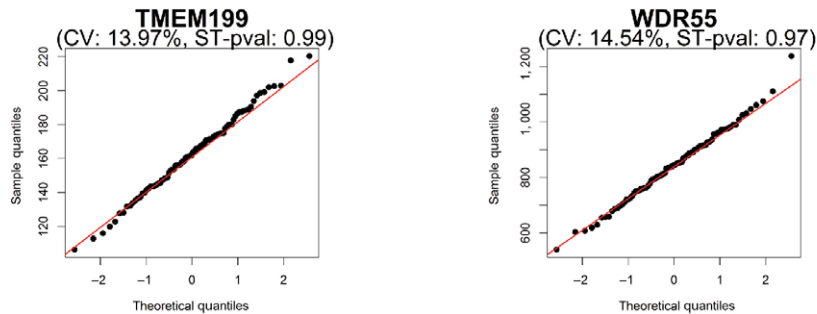 TMEM199
(CV: 13.97%, ST-pval: 0.99)
220
200
180
160
140
120
Sample quantiles
−2
−1
0
1
2
Theoretical quantiles
WDR55
(CV: 14.54%, ST-pval: 0.97)
1,200
1, 000
800
600
Sample quantiles
−2
−1
0
1
2
Theoretical quantiles